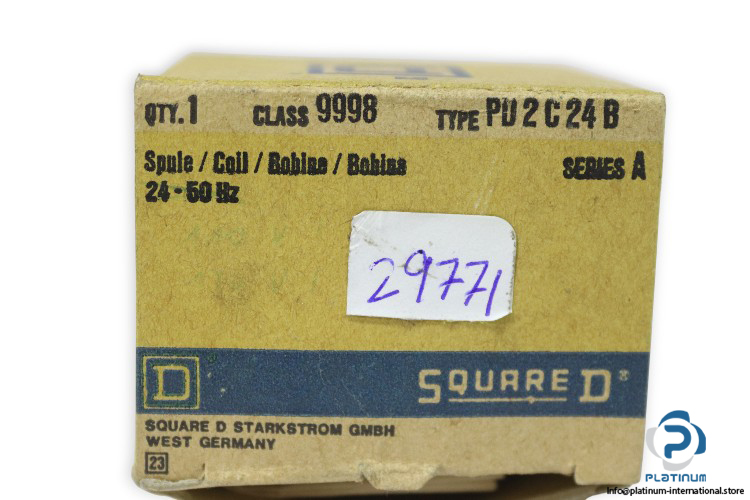 QTY. 1 CLASS 9998 TYPE PD 2 C 24 B
Spule / Coil / Bobine / Bobina SERIES A
24 - 50 Hz
29771
D SQUARE D®
SQUARE D STARKSTROM GMBH
WEST GERMANY
23
PLATINUM
info@platinum-international.store